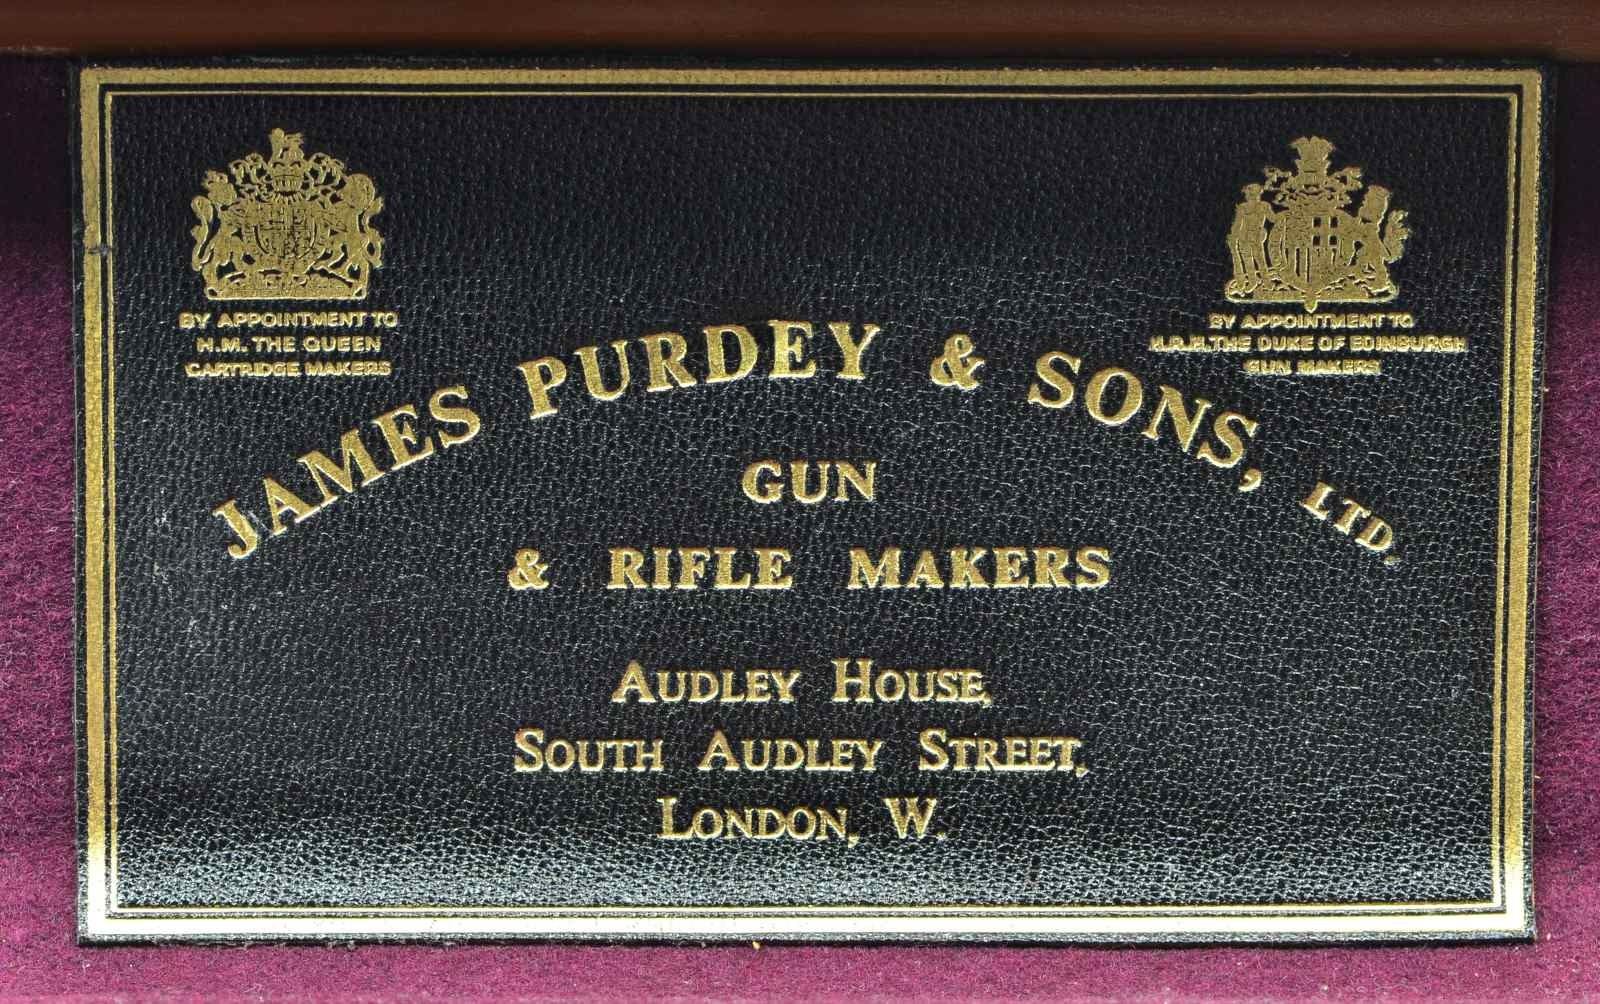 BY APPOINTMENT TO
H.M. THE QUEEN
CARTRIDGE MAKERS
BY APPOINTMENT TO
H.R.H. THE DUKE OF EDINBURGH
GUN MAKERS
JAMES PURDEY & SONS, LTD.
GUN
& RIFLE MAKERS
AUDLEY HOUSE,
SOUTH AUDLEY STREET,
LONDON, W.